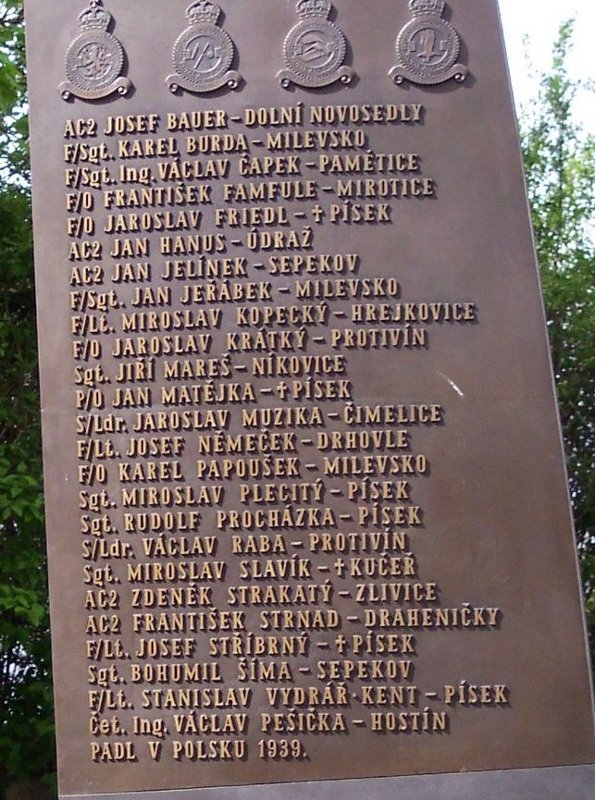 AC2 JOSEF BAUER-DOLNÍ NOVOSEDLY
F/Sgt. KAREL BURDA-MILEVSKO
F/Sgt. Ing. VÁCLAV ČAPEK-PAMĚTICE
F/O FRANTIŠEK FAMFULE-MIROTICE
F/O JAROSLAV FRIEDL-✝PÍSEK
AC2 JAN HANUS-ÚDRAŽ
AC2 JAN JELÍNEK-SEPEKOV
F/Sgt. JAN JEŘÁBEK-MILEVSKO
F/Lt. MIROSLAV KOPECKÝ-HREJKOVICE
F/O JAROSLAV KRÁTKÝ-PROTIVÍN
Sgt. JIŘÍ MAREŠ-NÍKOVICE
P/O JAN MATĚJKA-✝PÍSEK
S/Ldr. JAROSLAV MUZIKA-ČIMELICE
F/Lt. JOSEF NĚMEČEK-DRHOVLE
F/O KAREL PAPOUŠEK-MILEVSKO
Sgt. MIROSLAV PLECITÝ-PÍSEK
Sgt. RUDOLF PROCHÁZKA-PÍSEK
S/Ldr. VÁCLAV RABA-PROTIVÍN
Sgt. MIROSLAV SLAVÍK-✝KUČEŘ
AC2 ZDENĚK STRAKATÝ-ZLIVICE
AC2 FRANTIŠEK STRNAD-DRAHENIČKY
F/Lt. JOSEF STŘÍBRNÝ-✝PÍSEK
Sgt. BOHUMIL ŠÍMA-SEPEKOV
F/Lt. STANISLAV VYDRÁŘ-KENT-PÍSEK
Čet. Ing. VÁCLAV PEŠIČKA-HOSTÍN
PADL V POLSKU 1939.